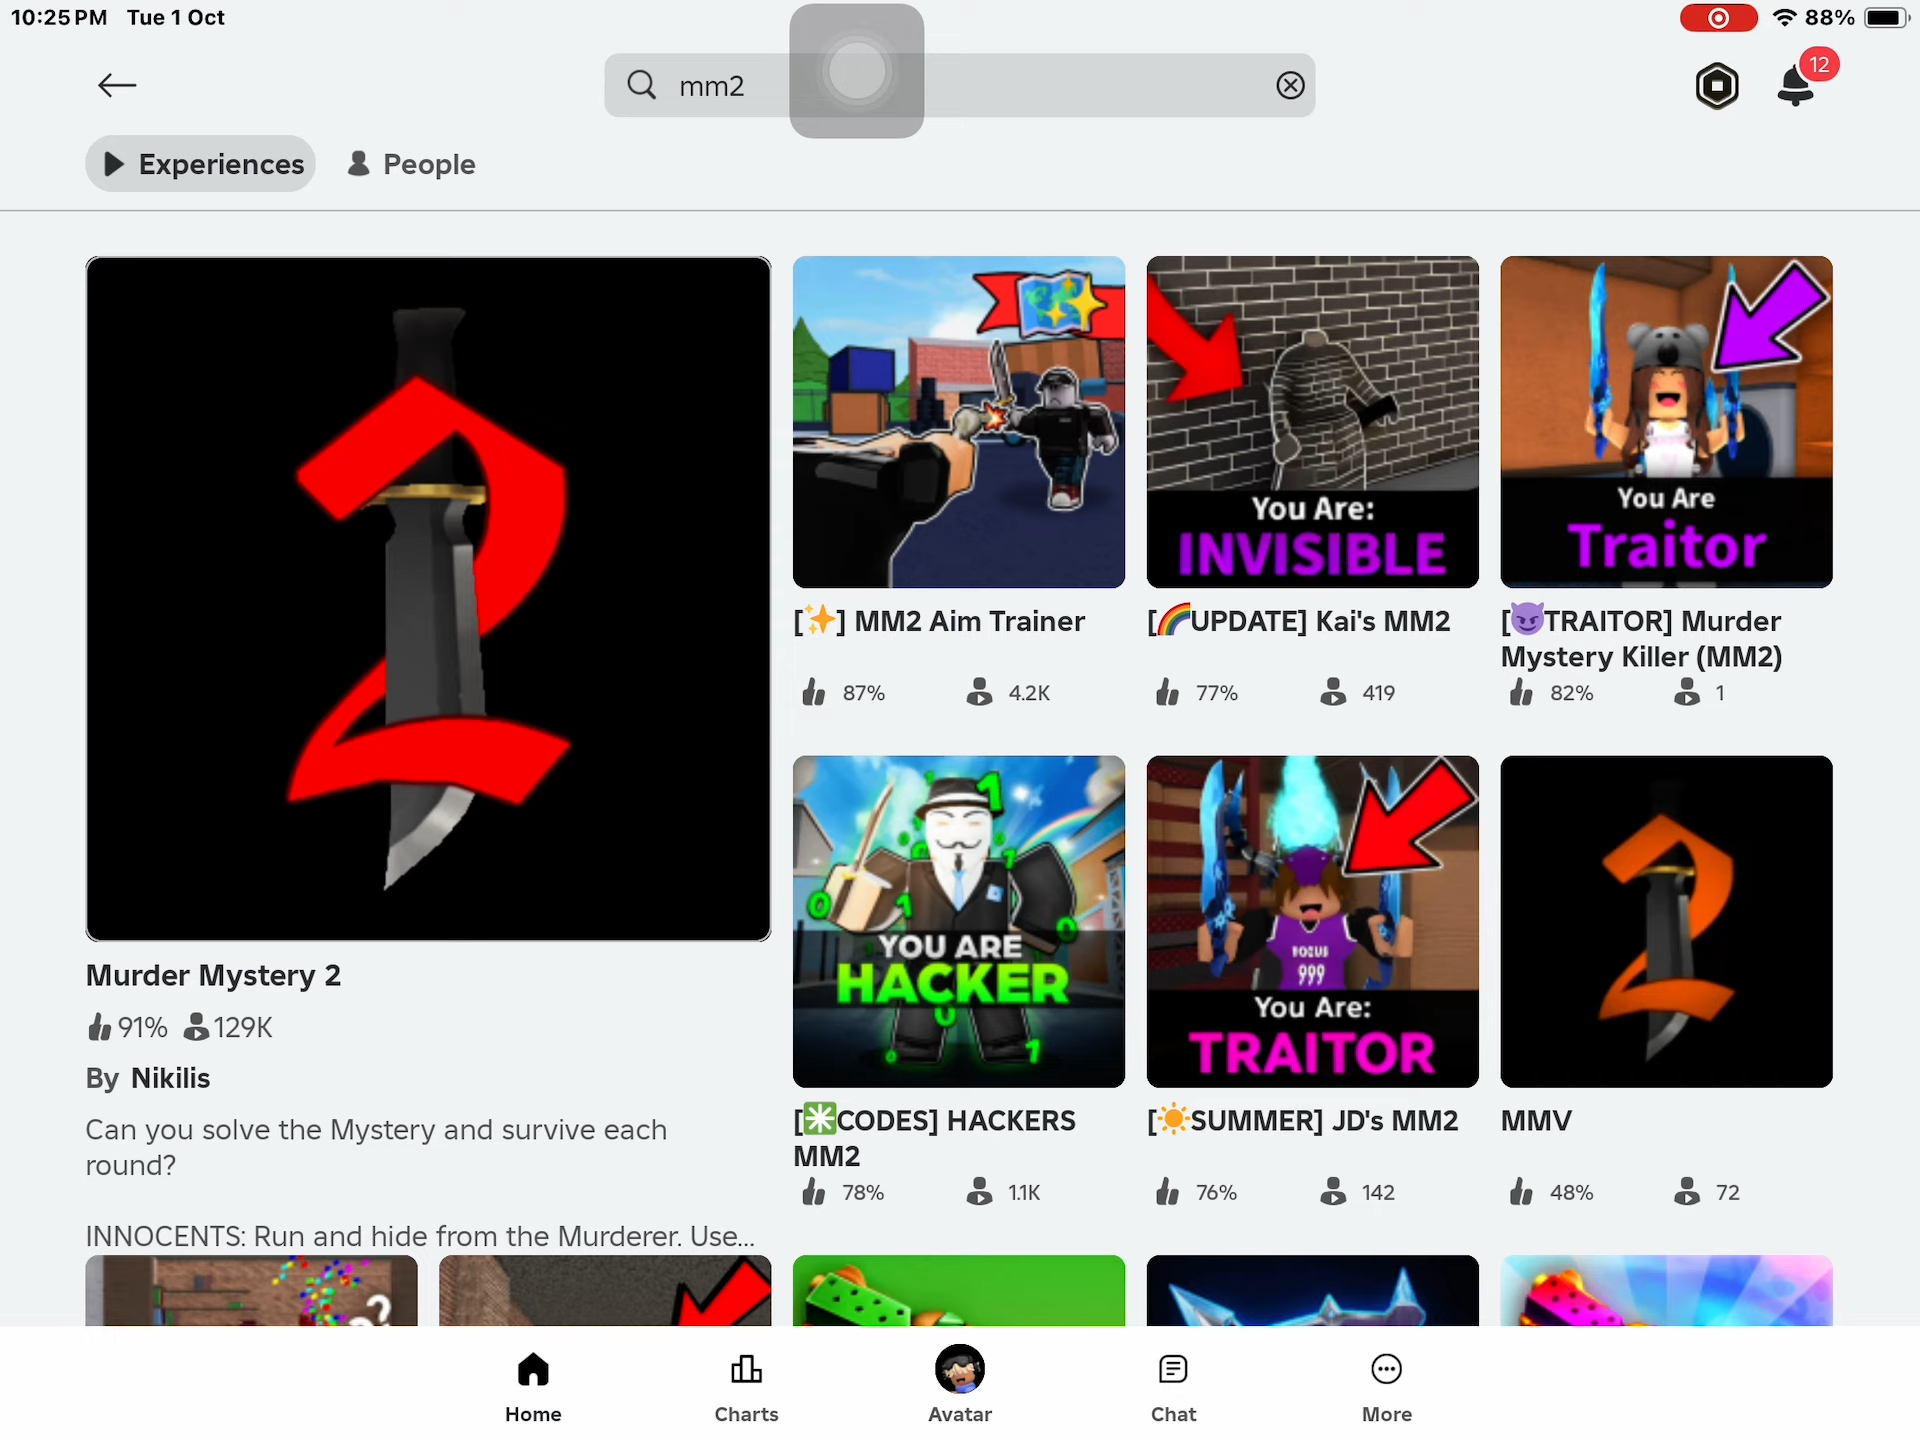 10:25 PM Tue 1 Oct
88%
mm2
12
Experiences
People
You Are:
INVISIBLE
You Are
Traitor
[✨] MM2 Aim Trainer
87% 4.2K
[🌈UPDATE] Kai's MM2
77% 419
[😈TRAITOR] Murder
Mystery Killer (MM2)
82% 1
Murder Mystery 2
91% 129K
By Nikilis
Can you solve the Mystery and survive each
round?
INNOCENTS: Run and hide from the Murderer. Use...
YOU ARE
HACKER
999
You Are:
TRAITOR
[✳️CODES] HACKERS
MM2
78% 1.1K
[☀️SUMMER] JD's MM2
76% 142
MMV
48% 72
Home
Charts
Avatar
Chat
More